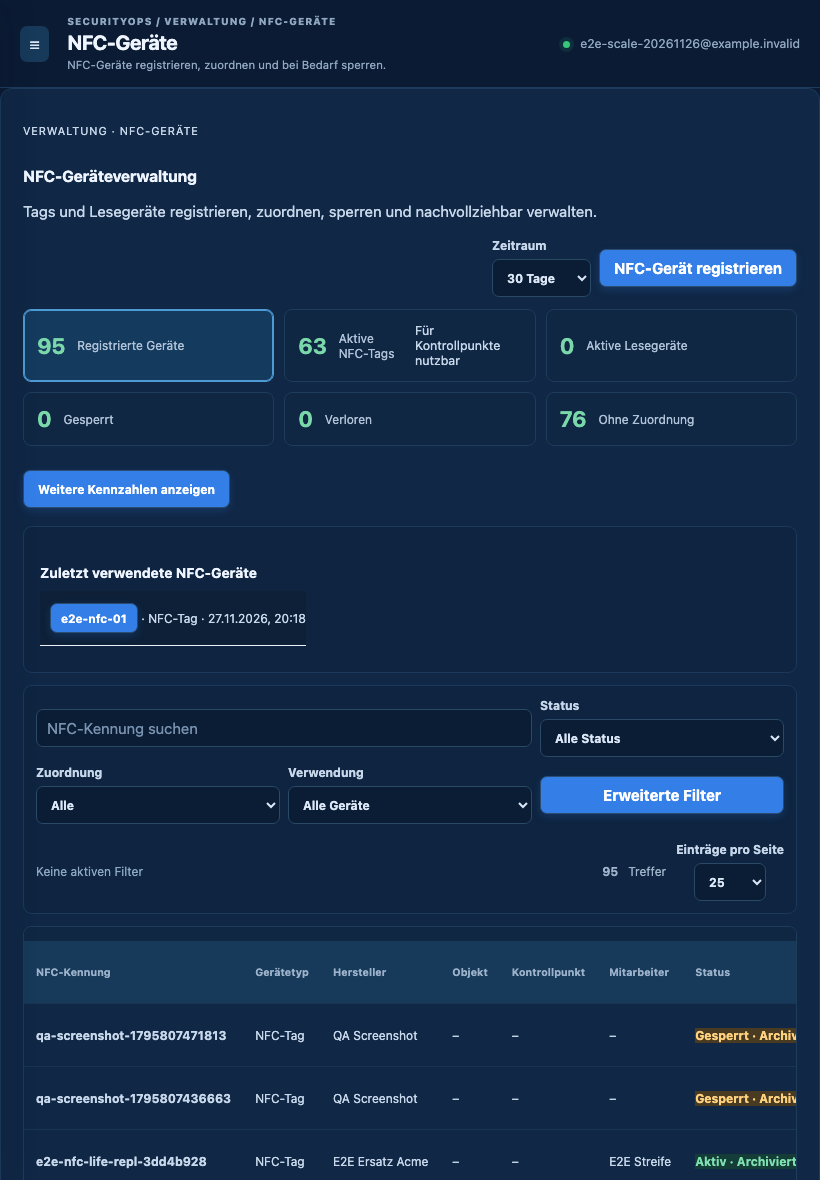 SECURITYOPS / VERWALTUNG / NFC-GERÄTE
NFC-Geräte
NFC-Geräte registrieren, zuordnen und bei Bedarf sperren.
e2e-scale-20261126@example.invalid
VERWALTUNG · NFC-GERÄTE
NFC-Geräteverwaltung
Tags und Lesegeräte registrieren, zuordnen, sperren und nachvollziehbar verwalten.
Zeitraum
30 Tage
NFC-Gerät registrieren
95 Registrierte Geräte
63 Aktive NFC-Tags Für Kontrollpunkte nutzbar
0 Aktive Lesegeräte
0 Gesperrt
0 Verloren
76 Ohne Zuordnung
Weitere Kennzahlen anzeigen
Zuletzt verwendete NFC-Geräte
e2e-nfc-01 · NFC-Tag · 27.11.2026, 20:18
NFC-Kennung suchen
Status
Alle Status
Zuordnung
Alle
Verwendung
Alle Geräte
Erweiterte Filter
Keine aktiven Filter
95 Treffer
Einträge pro Seite
25
NFC-Kennung Gerätetyp Hersteller Objekt Kontrollpunkt Mitarbeiter Status
qa-screenshot-1795807471813 NFC-Tag QA Screenshot – – – Gesperrt · Archiv
qa-screenshot-1795807436663 NFC-Tag QA Screenshot – – – Gesperrt · Archiv
e2e-nfc-life-repl-3dd4b928 NFC-Tag E2E Ersatz Acme – – E2E Streife Aktiv · Archiviert